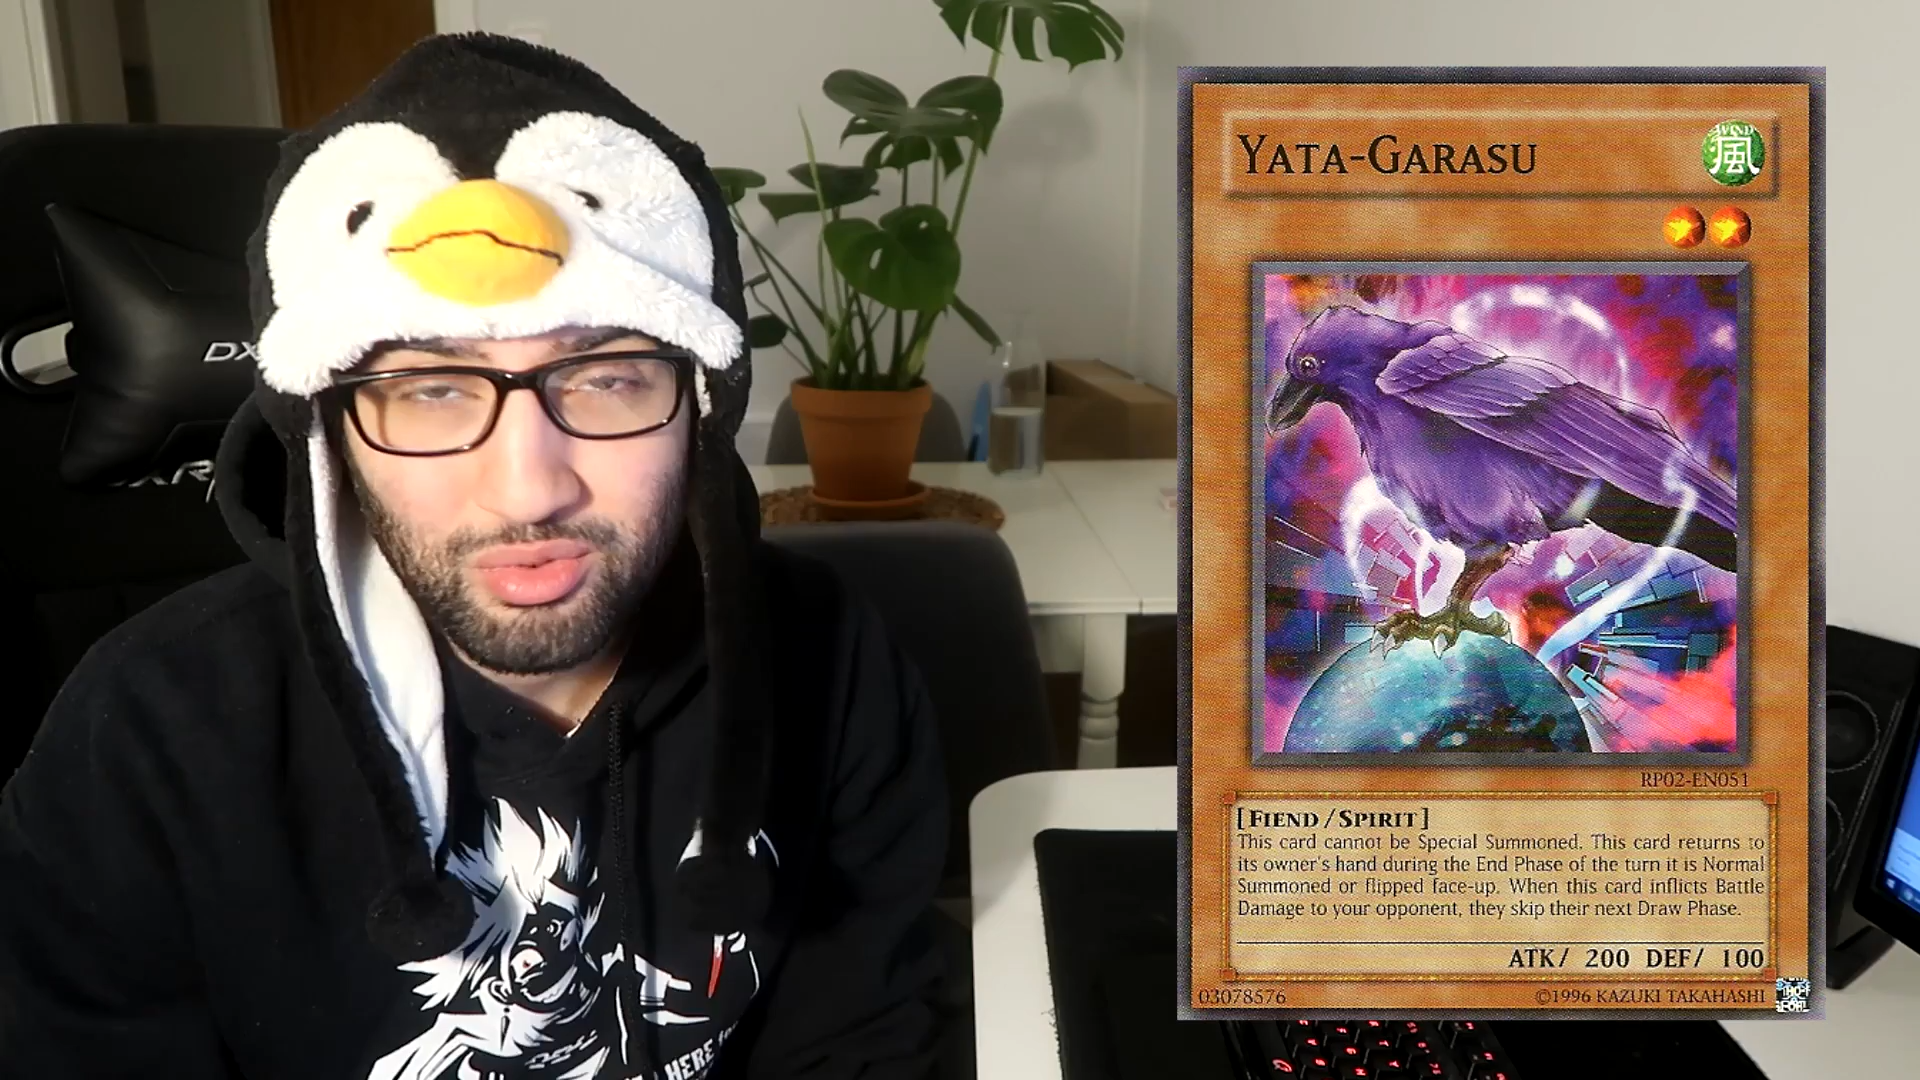 DX
XR
YATA-GARASU
WIND
風
RP02-EN051
[FIEND/SPIRIT]
This card cannot be Special Summoned. This card returns to
its owner's hand during the End Phase of the turn it is Normal
Summoned or flipped face-up. When this card inflicts Battle
Damage to your opponent, they skip their next Draw Phase.
ATK/ 200 DEF/ 100
03078576
©1996 KAZUKI TAKAHASHI
HERE